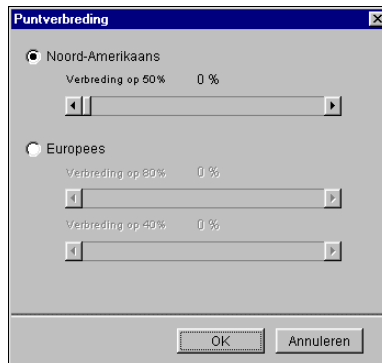 Puntverbreding
Noord-Amerikaans
Verbreding op 50% 0 %
Europees
Verbreding op 80% 0 %
Verbreding op 40% 0 %
OK Annuleren